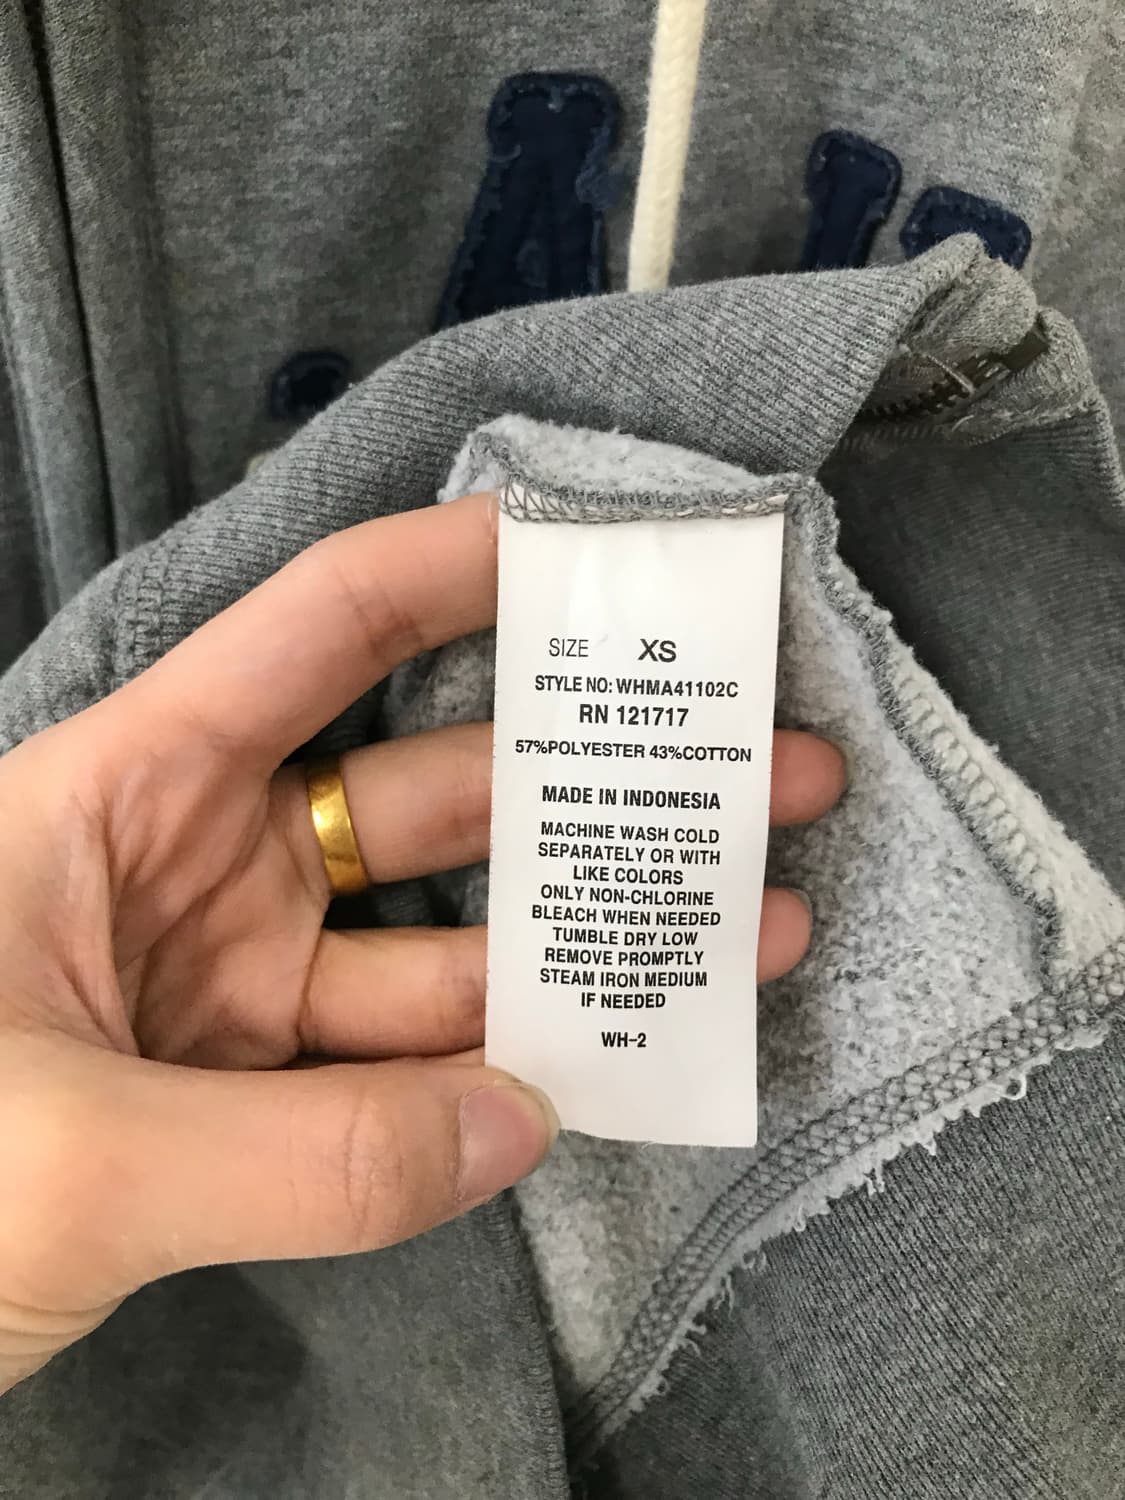 SIZE XS
STYLE NO: WHMA41102C
RN 121717
57%POLYESTER 43%COTTON
MADE IN INDONESIA
MACHINE WASH COLD
SEPARATELY OR WITH
LIKE COLORS
ONLY NON-CHLORINE
BLEACH WHEN NEEDED
TUMBLE DRY LOW
REMOVE PROMPTLY
STEAM IRON MEDIUM
IF NEEDED
WH-2